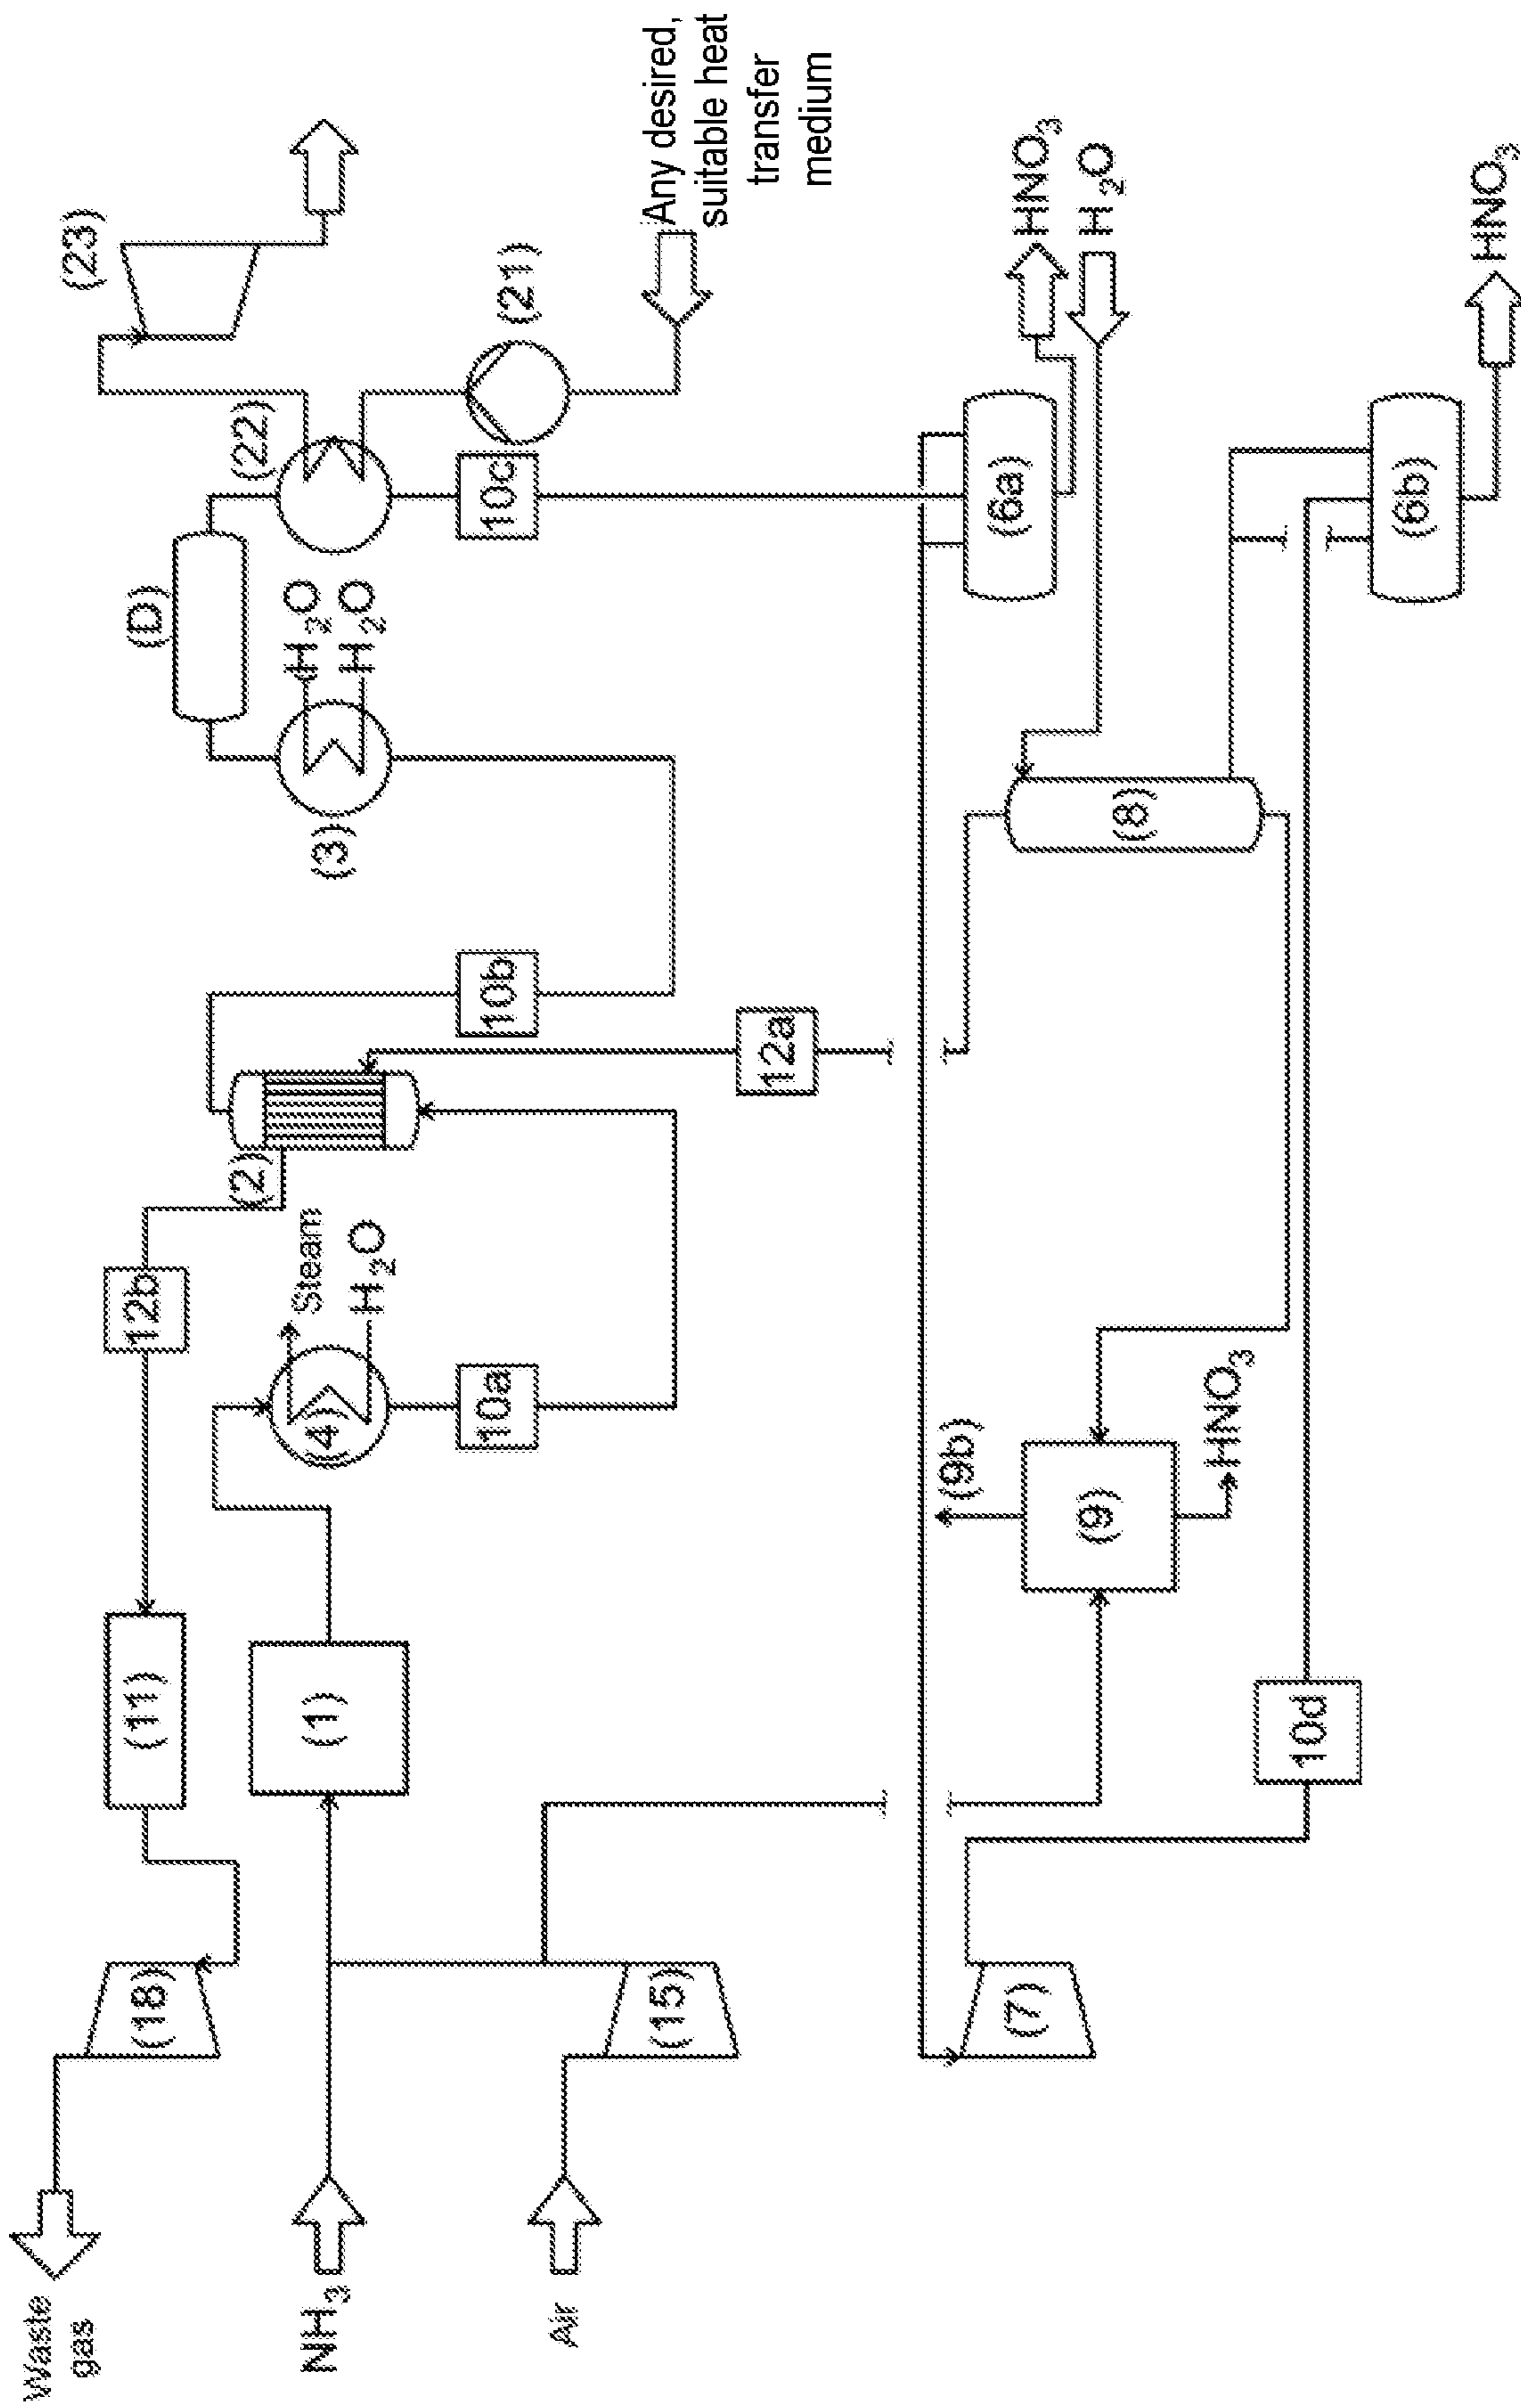 Waste
gas
(18)
(11)
12b
NH₃
(1)
(4)
Steam
H₂O
10a
(2)
10b
(3)
H₂O
H₂O
(D)
(22)
(23)
10c
(21)
Any desired,
suitable heat
transfer
medium
Air
(15)
12a
(7)
(9b)
(9)
HNO₃
(8)
(6a)
HNO₃
H₂O
10d
(6b)
HNO₃